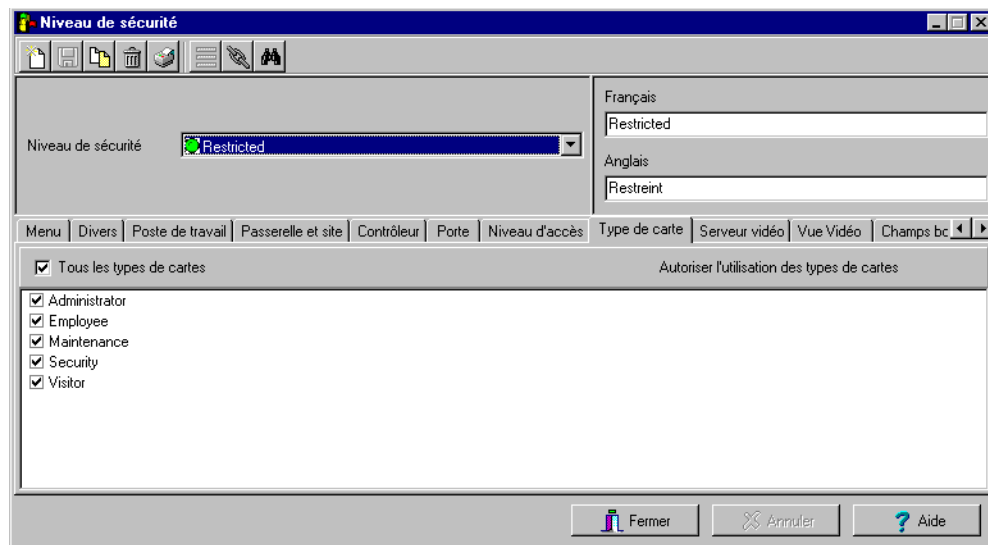 Niveau de sécurité
Français
Restricted
Niveau de sécurité
Restricted
Anglais
Restreint
Menu Divers Poste de travail Passerelle et site Contrôleur Porte Niveau d'accès Type de carte Serveur vidéo Vue Vidéo Champs
Tous les types de cartes Autoriser l'utilisation des types de cartes
Administrator
Employee
Maintenance
Security
Visitor
Fermer Annuler Aide